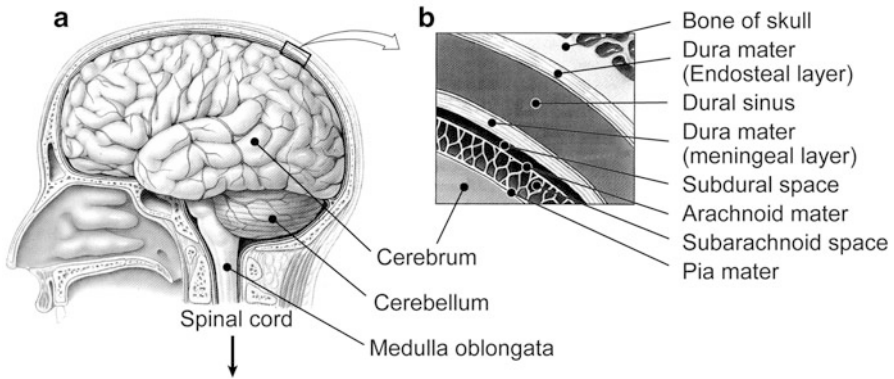 a
Cerebrum
Cerebellum
Spinal cord
Medulla oblongata
b
Bone of skull
Dura mater
(Endosteal layer)
Dural sinus
Dura mater
(meningeal layer)
Subdural space
Arachnoid mater
Subarachnoid space
Pia mater